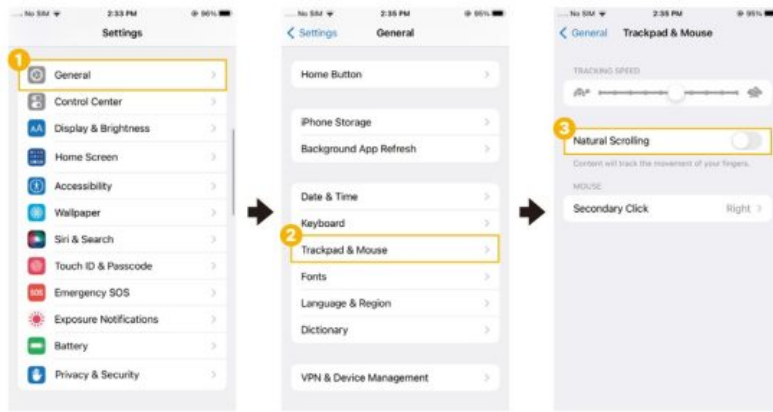 No SIM 2:33 PM 96%
Settings
1
General
Control Center
AA Display & Brightness
Home Screen
Accessibility
Wallpaper
Siri & Search
Touch ID & Passcode
SOS Emergency SOS
Exposure Notifications
Battery
Privacy & Security
No SIM 2:35 PM 95%
Settings General
Home Button
iPhone Storage
Background App Refresh
Date & Time
Keyboard
2
Trackpad & Mouse
Fonts
Language & Region
Dictionary
VPN & Device Management
No SIM 2:35 PM 95%
General Trackpad & Mouse
TRACKING SPEED
3
Natural Scrolling
Content will track the movement of your fingers.
MOUSE
Secondary Click Right